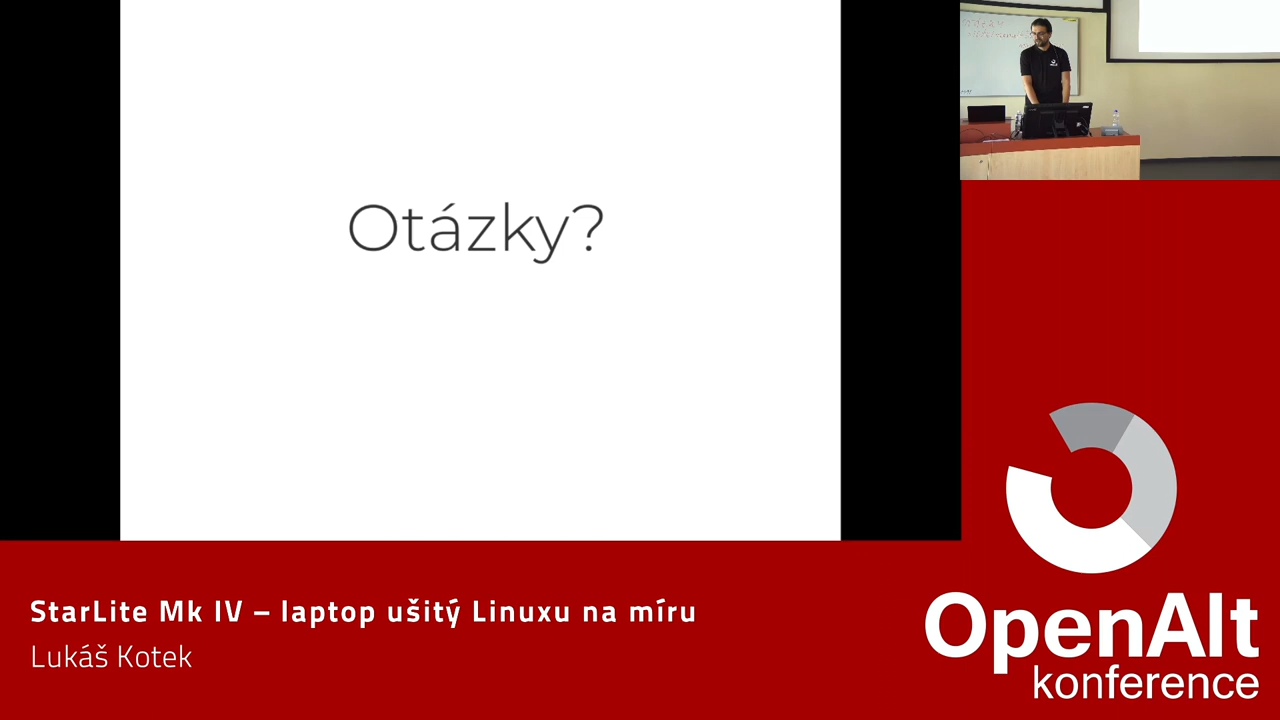 Otázky?
StarLite Mk IV – laptop ušitý Linuxu na míru
Lukáš Kotek
OpenAlt
konference